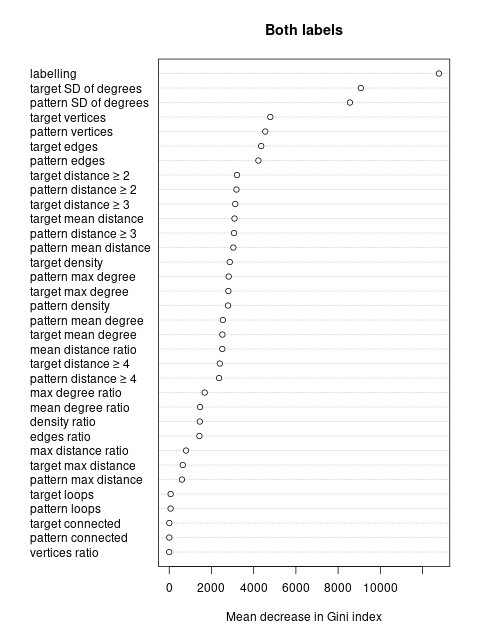 Both labels
labelling
target SD of degrees
pattern SD of degrees
target vertices
pattern vertices
target edges
pattern edges
target distance ≥ 2
pattern distance ≥ 2
target distance ≥ 3
target mean distance
pattern distance ≥ 3
pattern mean distance
target density
pattern max degree
target max degree
pattern density
pattern mean degree
target mean degree
mean distance ratio
target distance ≥ 4
pattern distance ≥ 4
max degree ratio
mean degree ratio
density ratio
edges ratio
max distance ratio
target max distance
pattern max distance
target loops
pattern loops
target connected
pattern connected
vertices ratio
0 2000 4000 6000 8000 10000
Mean decrease in Gini index